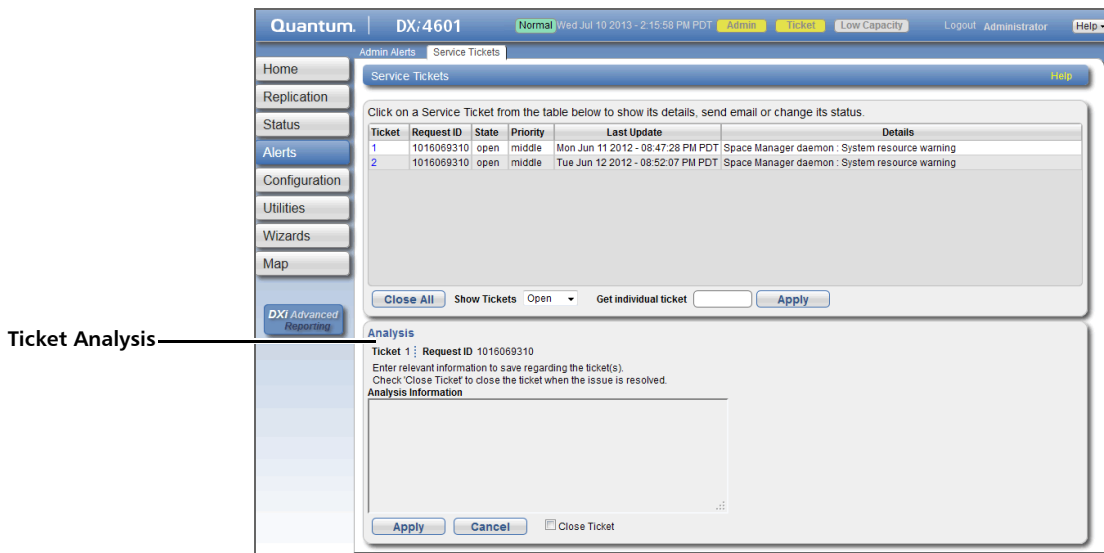 Quantum. | DXi4601 Normal Wed Jul 10 2013 - 2:15:58 PM PDT Admin Ticket Low Capacity Logout Administrator Help
Admin Alerts Service Tickets
Home
Replication
Status
Alerts
Configuration
Utilities
Wizards
Map
DXi Advanced
Reporting
Service Tickets Help
Click on a Service Ticket from the table below to show its details, send email or change its status.
Ticket Request ID State Priority Last Update Details
1 1016069310 open middle Mon Jun 11 2012 - 08:47:28 PM PDT Space Manager daemon : System resource warning
2 1016069310 open middle Tue Jun 12 2012 - 08:52:07 PM PDT Space Manager daemon : System resource warning
Close All Show Tickets Open Get individual ticket Apply
Ticket Analysis
Analysis
Ticket 1 Request ID 1016069310
Enter relevant information to save regarding the ticket(s).
Check 'Close Ticket' to close the ticket when the issue is resolved.
Analysis Information
Apply Cancel Close Ticket